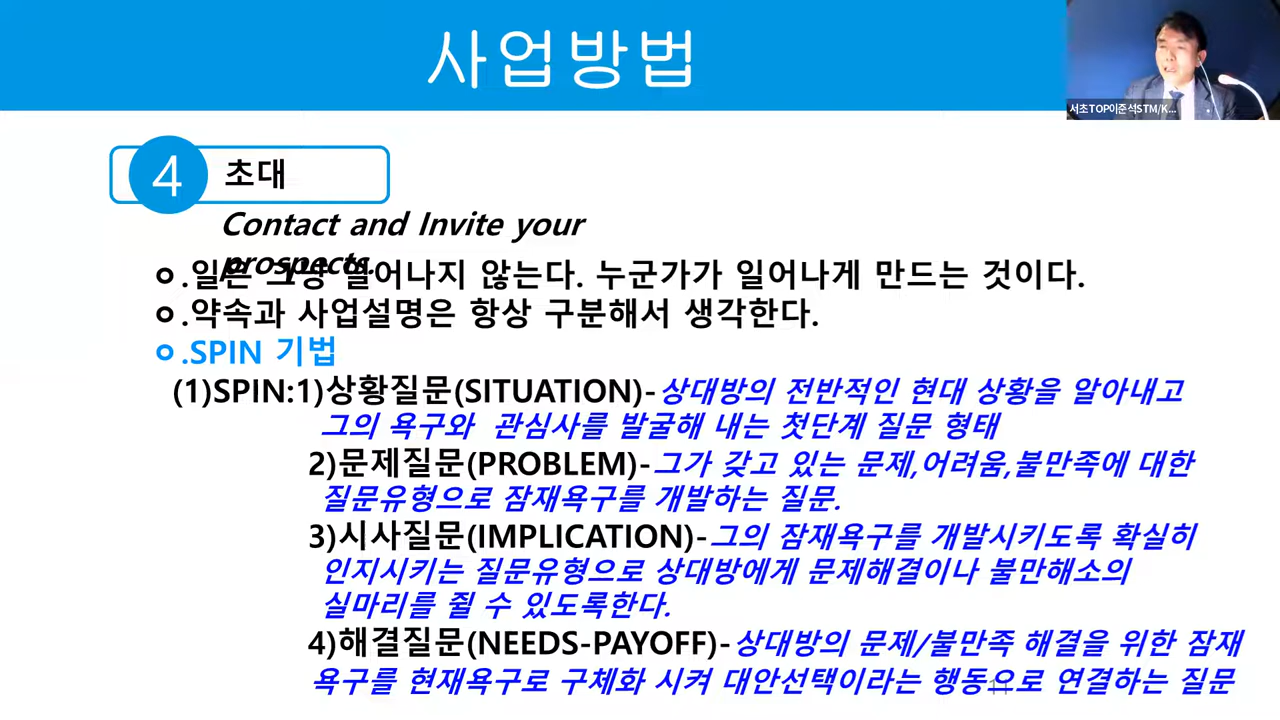 사업방법
서초TOP이준석STM/K...
4 초대
Contact and Invite your
prospects.
ㅇ.일은 그냥 일어나지 않는다. 누군가가 일어나게 만드는 것이다.
ㅇ.약속과 사업설명은 항상 구분해서 생각한다.
ㅇ.SPIN 기법
(1)SPIN:1)상황질문(SITUATION)-상대방의 전반적인 현대 상황을 알아내고
그의 욕구와 관심사를 발굴해 내는 첫단계 질문 형태
2)문제질문(PROBLEM)-그가 갖고 있는 문제,어려움,불만족에 대한
질문유형으로 잠재욕구를 개발하는 질문.
3)시사질문(IMPLICATION)-그의 잠재욕구를 개발시키도록 확실히
인지시키는 질문유형으로 상대방에게 문제해결이나 불만해소의
실마리를 쥘 수 있도록한다.
4)해결질문(NEEDS-PAYOFF)-상대방의 문제/불만족 해결을 위한 잠재
욕구를 현재욕구로 구체화 시켜 대안선택이라는 행동으로 연결하는 질문